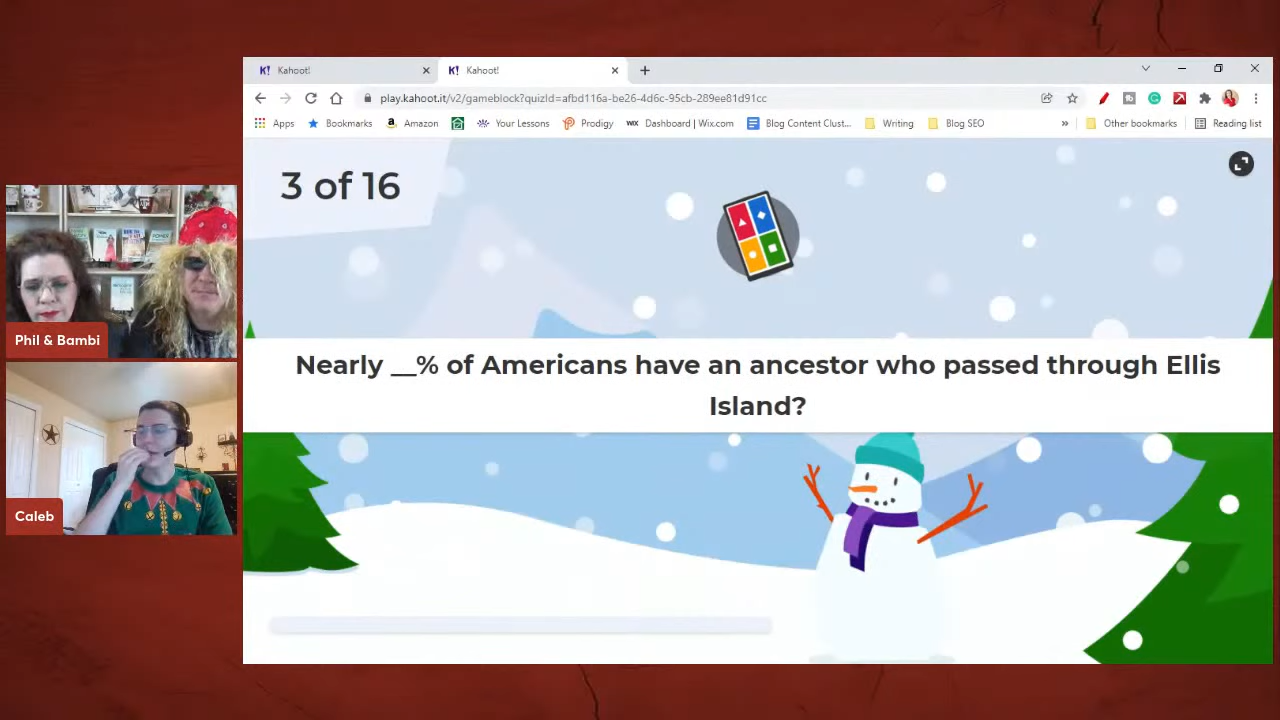 K! Kahoot!
K! Kahoot!
play.kahoot.it/v2/gameblock?quizId=afbd116a-be26-4d6c-95cb-289ee81d91cc
Apps Bookmarks Amazon Your Lessons Prodigy WIX Dashboard | Wix.com Blog Content Clust... Writing Blog SEO » Other bookmarks Reading list
3 of 16
Nearly __% of Americans have an ancestor who passed through Ellis
Island?
Phil & Bambi
Caleb